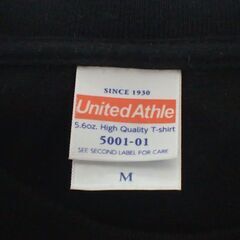 SINCE 1930
United Athle
5.6oz. High Quality T-shirt
5001-01
SEE SECOND LABEL FOR CARE
M